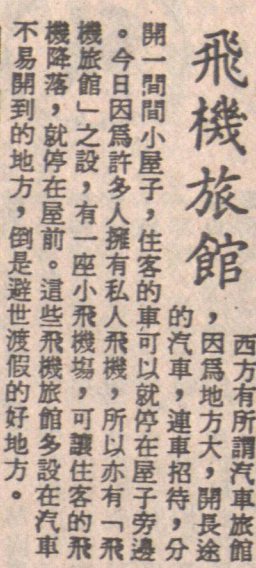 飛機旅館
西方有所謂汽車旅館
，因爲地方大，開長途
的汽車，連車招待，分
開一間間小屋子，住客的車可以就停在屋子旁邊
。今日因爲許多人擁有私人飛機，所以亦有「飛
機旅館」之設，有一座小飛機塲，可讓住客的飛
機降落，就停在屋前。這些飛機旅館多設在汽車
不易開到的地方，倒是避世渡假的好地方。